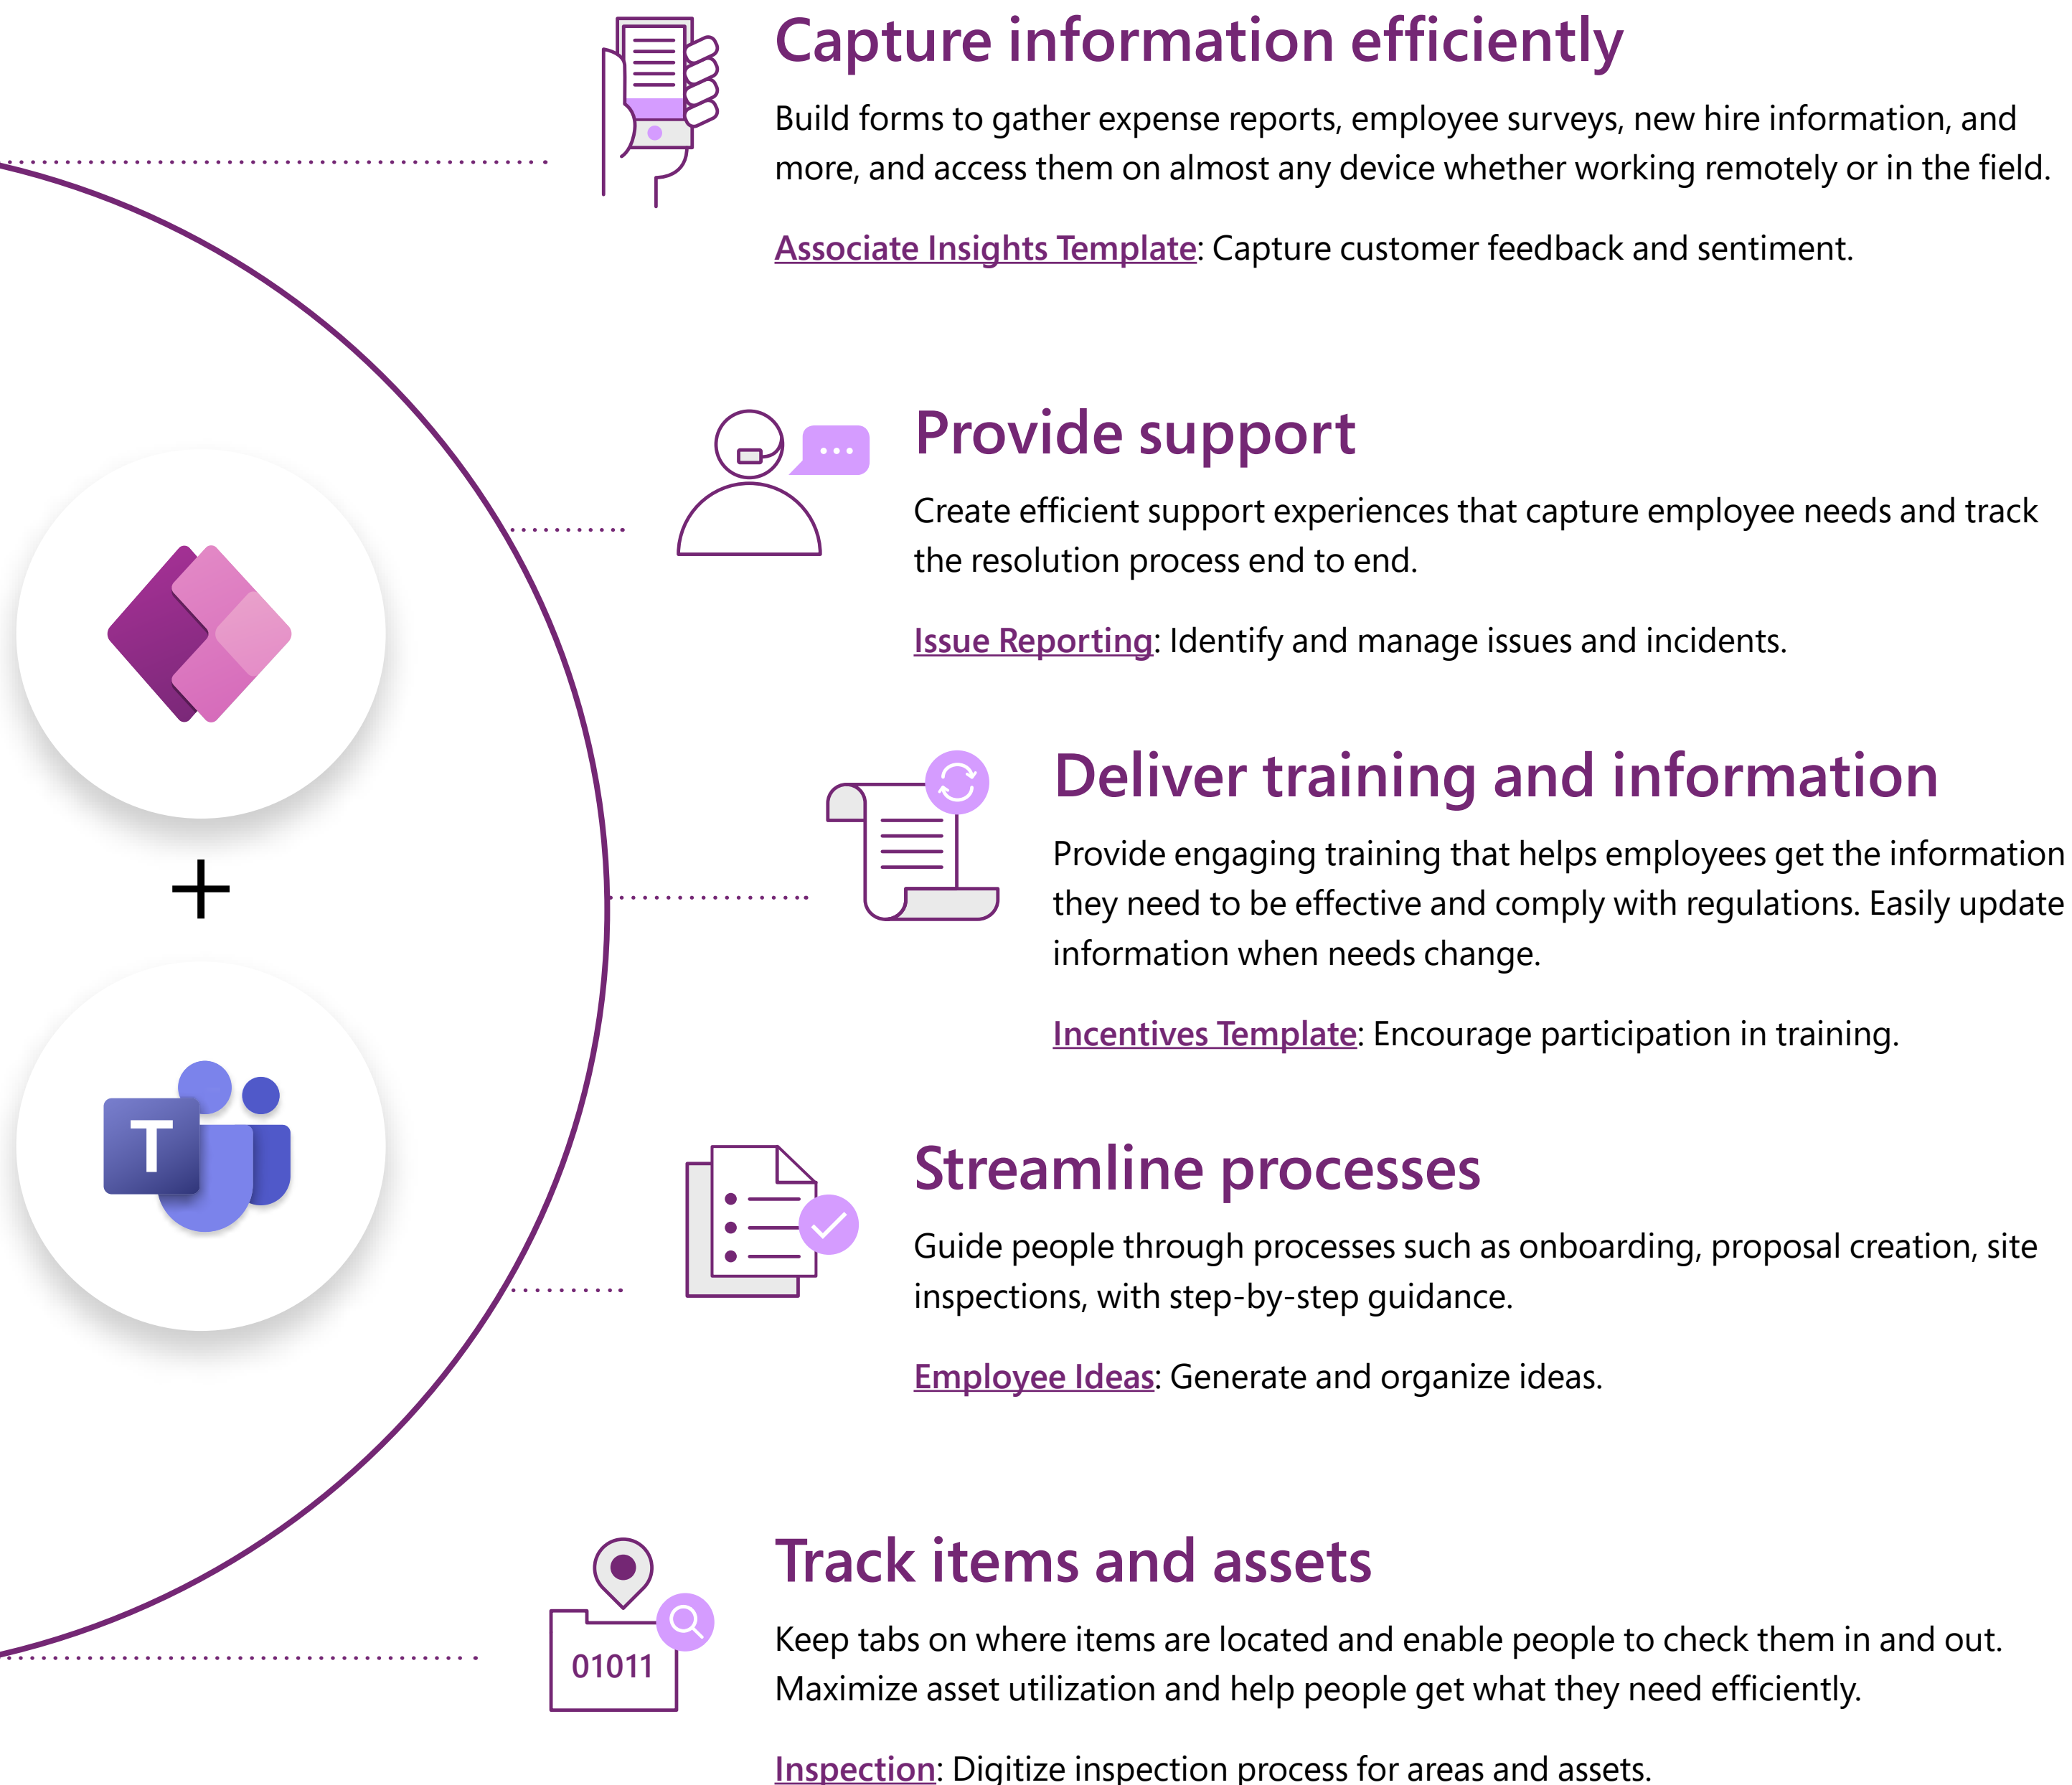 Capture information efficiently
Build forms to gather expense reports, employee surveys, new hire information, and
more, and access them on almost any device whether working remotely or in the field.
Associate Insights Template: Capture customer feedback and sentiment.
Provide support
Create efficient support experiences that capture employee needs and track
the resolution process end to end.
Issue Reporting: Identify and manage issues and incidents.
Deliver training and information
Provide engaging training that helps employees get the information
they need to be effective and comply with regulations. Easily update
information when needs change.
Incentives Template: Encourage participation in training.
+
T
Streamline processes
Guide people through processes such as onboarding, proposal creation, site
inspections, with step-by-step guidance.
Employee Ideas: Generate and organize ideas.
Track items and assets
01011
Keep tabs on where items are located and enable people to check them in and out.
Maximize asset utilization and help people get what they need efficiently.
Inspection: Digitize inspection process for areas and assets.